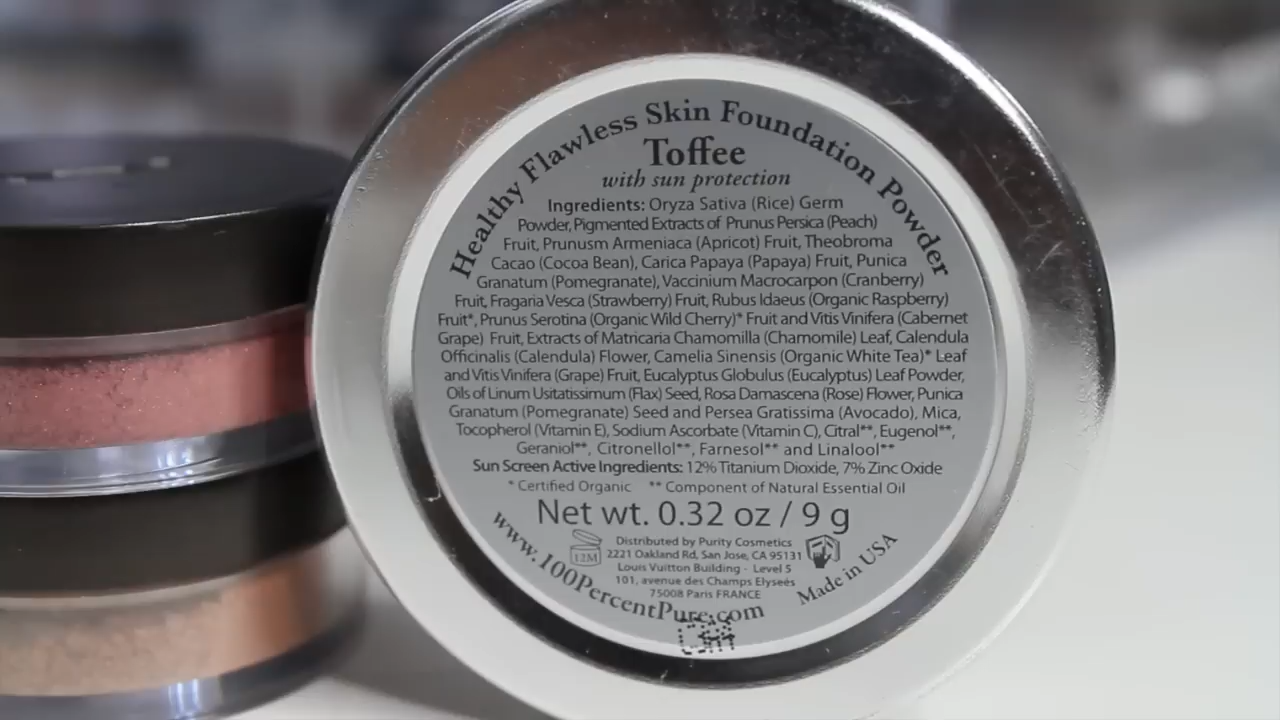 Healthy Flawless Skin Foundation Powder
Toffee
with sun protection
Ingredients: Oryza Sativa (Rice) Germ
Powder, Pigmented Extracts of Prunus Persica (Peach)
Fruit, Prunusm Armeniaca (Apricot) Fruit, Theobroma
Cacao (Cocoa Bean), Carica Papaya (Papaya) Fruit, Punica
Granatum (Pomegranate), Vaccinium Macrocarpon (Cranberry)
Fruit, Fragaria Vesca (Strawberry) Fruit, Rubus Idaeus (Organic Raspberry)
Fruit*, Prunus Serotina (Organic Wild Cherry)* Fruit and Vitis Vinifera (Cabernet
Grape) Fruit, Extracts of Matricaria Chamomilla (Chamomile) Leaf, Calendula
Officinalis (Calendula) Flower, Camelia Sinensis (Organic White Tea)* Leaf
and Vitis Vinifera (Grape) Fruit, Eucalyptus Globulus (Eucalyptus) Leaf Powder,
Oils of Linum Usitatissimum (Flax) Seed, Rosa Damascena (Rose) Flower, Punica
Granatum (Pomegranate) Seed and Persea Gratissima (Avocado), Mica,
Tocopherol (Vitamin E), Sodium Ascorbate (Vitamin C), Citral**, Eugenol**,
Geraniol**, Citronellol**, Farnesol** and Linalool**
Sun Screen Active Ingredients: 12% Titanium Dioxide, 7% Zinc Oxide
* Certified Organic ** Component of Natural Essential Oil
Net wt. 0.32 oz / 9 g
12M
Distributed by Purity Cosmetics
2221 Oakland Rd, San Jose, CA 95131
Louis Vuitton Building - Level 5
101, avenue des Champs Elyseés
75008 Paris FRANCE
Made in USA
www.100PercentPure.com